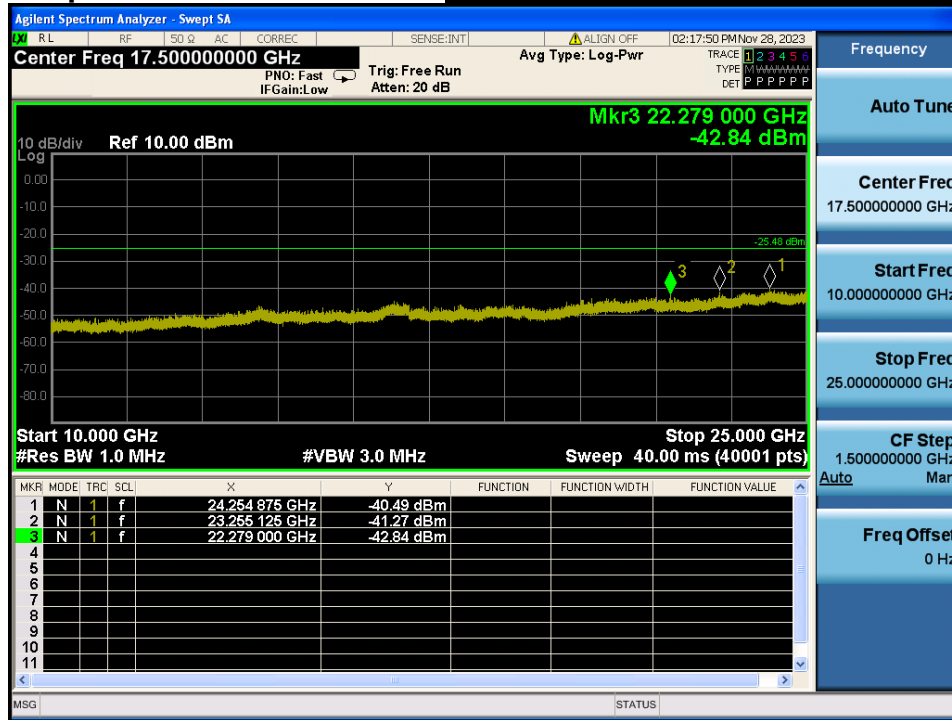 Agilent Spectrum Analyzer - Swept SA
LXI RL RF 50 Ω AC CORREC SENSE:INT ALIGN OFF 02:17:50 PM Nov 28, 2023
Center Freq 17.500000000 GHz
PNO: Fast
IFGain:Low
Trig: Free Run
Atten: 20 dB
Avg Type: Log-Pwr
TRACE 1 2 3 4 5 6
TYPE M W W W W W
DET P P P P P P
Mkr3 22.279 000 GHz
-42.84 dBm
10 dB/div Ref 10.00 dBm
Log
0.00
-10.0
-20.0
-25.48 dBm
-30.0
3 2 1
-40.0
-50.0
-60.0
-70.0
-80.0
Start 10.000 GHz Stop 25.000 GHz
#Res BW 1.0 MHz #VBW 3.0 MHz Sweep 40.00 ms (40001 pts)
MKR MODE TRC SCL X Y FUNCTION FUNCTION WIDTH FUNCTION VALUE
1 N 1 f 24.254 875 GHz -40.49 dBm
2 N 1 f 23.255 125 GHz -41.27 dBm
3 N 1 f 22.279 000 GHz -42.84 dBm
4
5
6
7
8
9
10
11
MSG STATUS
Frequency
Auto Tune
Center Freq
17.500000000 GHz
Start Freq
10.000000000 GHz
Stop Freq
25.000000000 GHz
CF Step
1.500000000 GHz
Auto Man
Freq Offset
0 Hz